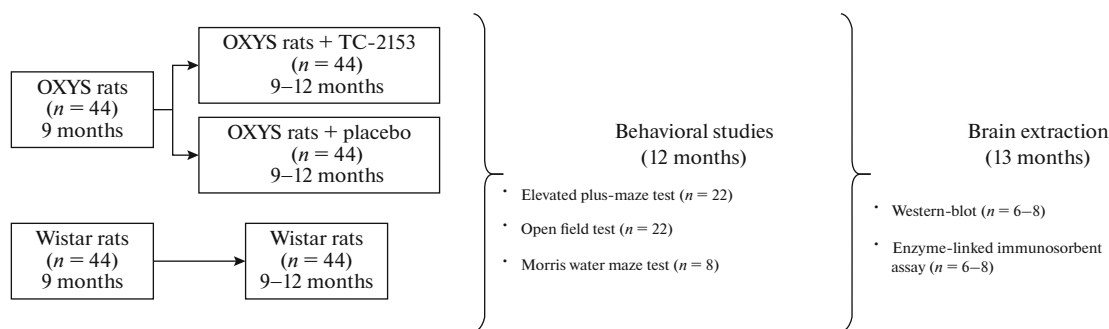 OXYS rats
(n = 44)
9 months
OXYS rats + TC-2153
(n = 44)
9–12 months
OXYS rats + placebo
(n = 44)
9–12 months
Wistar rats
(n = 44)
9 months
Wistar rats
(n = 44)
9–12 months
Behavioral studies
(12 months)
· Elevated plus-maze test (n = 22)
· Open field test (n = 22)
· Morris water maze test (n = 8)
Brain extraction
(13 months)
· Western-blot (n = 6–8)
· Enzyme-linked immunosorbent
assay (n = 6–8)